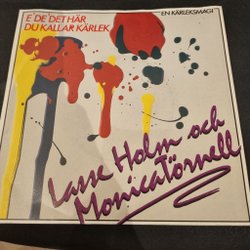 E' DE' DET HÄR
DU KALLAR KÄRLEK
EN KÄRLEKSMAGI
Lasse Holm och
Monica Törnell